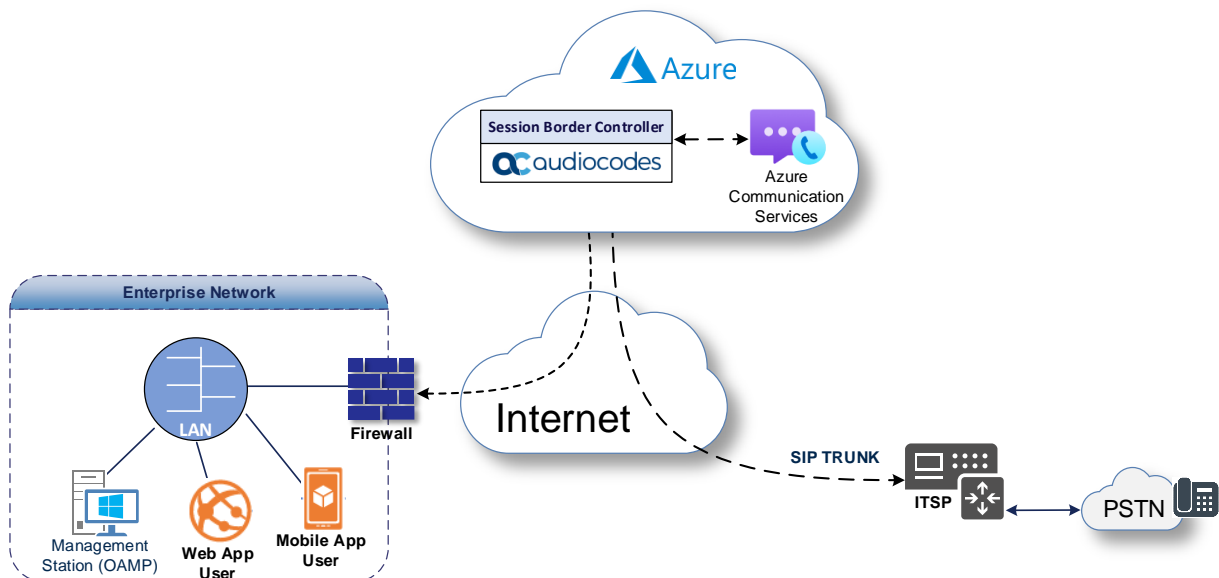 Azure
Session Border Controller
audiocodes
Azure
Communication
Services
Enterprise Network
LAN
Firewall
Internet
SIP TRUNK
ITSP
PSTN
Management
Station (OAMP)
Web App
User
Mobile App
User